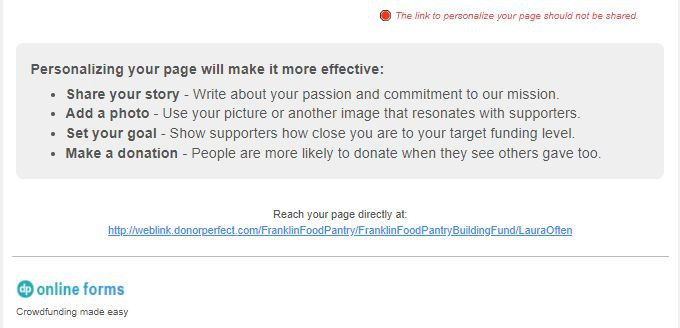 The link to personalize your page should not be shared.
Personalizing your page will make it more effective:
• Share your story - Write about your passion and commitment to our mission.
• Add a photo - Use your picture or another image that resonates with supporters.
• Set your goal - Show supporters how close you are to your target funding level.
• Make a donation - People are more likely to donate when they see others gave too.
Reach your page directly at:
http://weblink.donorperfect.com/FranklinFoodPantry/FranklinFoodPantryBuildingFund/LauraOften
dp online forms
Crowdfunding made easy